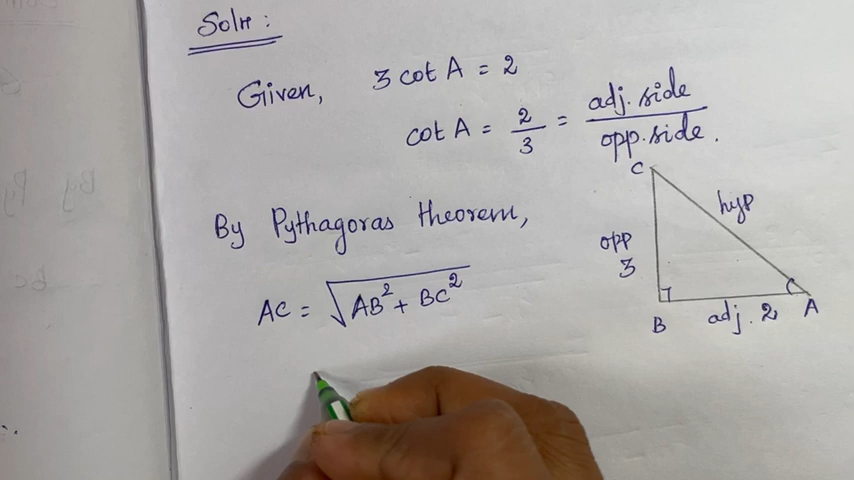 Soln :
Given, 3 cot A = 2
cot A = 2/3 = adj. side / opp. side.
By Pythagoras theorem,
AC = √AB² + BC²
C
hyp
opp
3
B
adj. 2
A